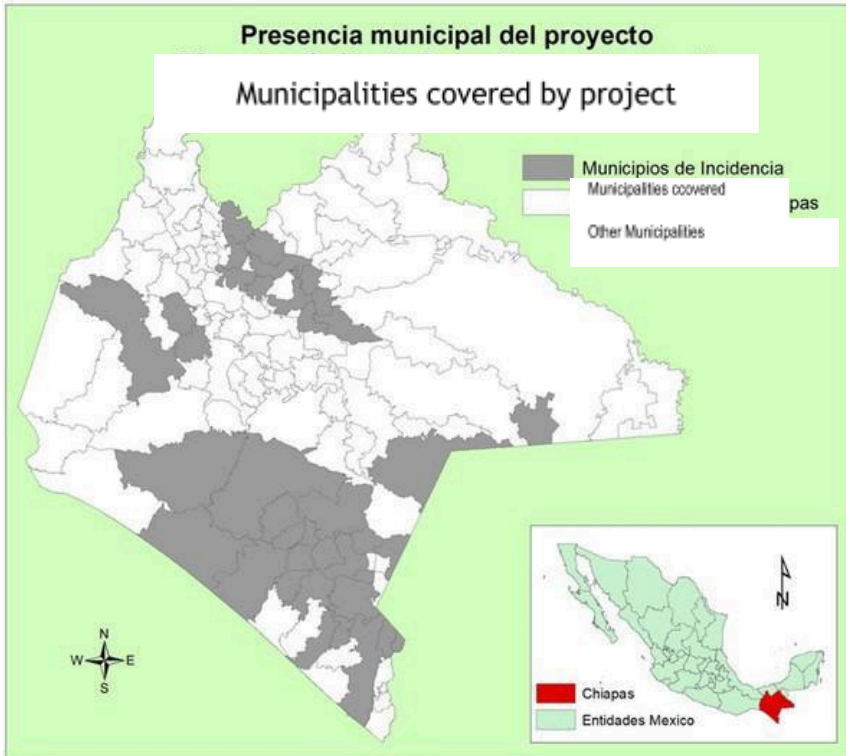 Presencia municipal del proyecto
Municipalities covered by project
Municipios de Incidencia
Municipalities ccovered
pas
Other Municipalities
N
W E
S
N
Chiapas
Entidades Mexico